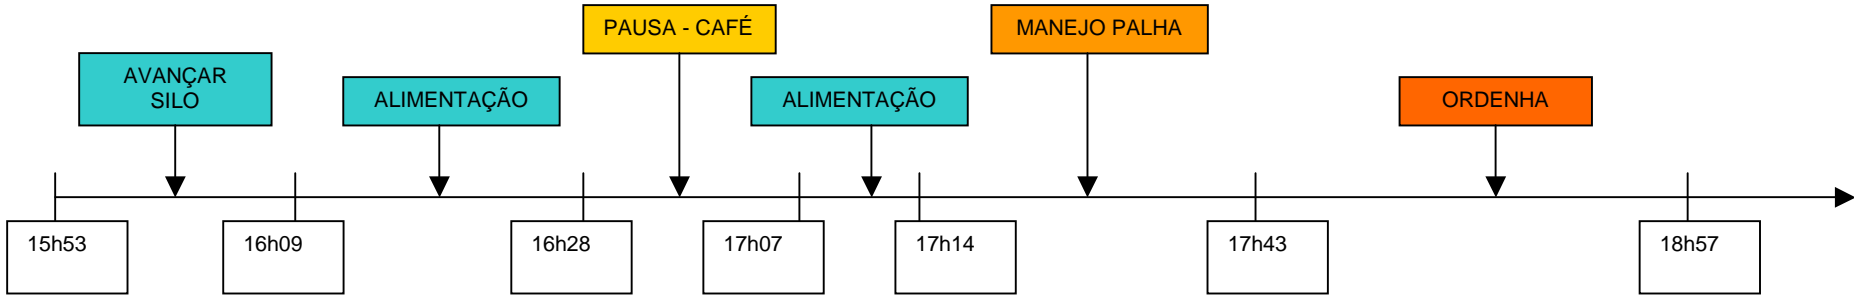 PAUSA - CAFÉ
MANEJO PALHA
AVANÇAR
SILO
ALIMENTAÇÃO
ALIMENTAÇÃO
ORDENHA
15h53
16h09
16h28
17h07
17h14
17h43
18h57